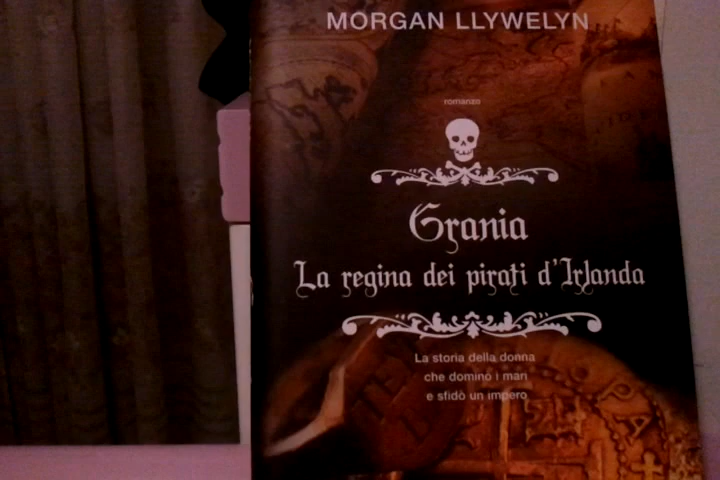 MORGAN LLYWELYN
romanzo
Grania
La regina dei pirati d'Irlanda
La storia della donna
che dominò i mari
e sfidò un impero